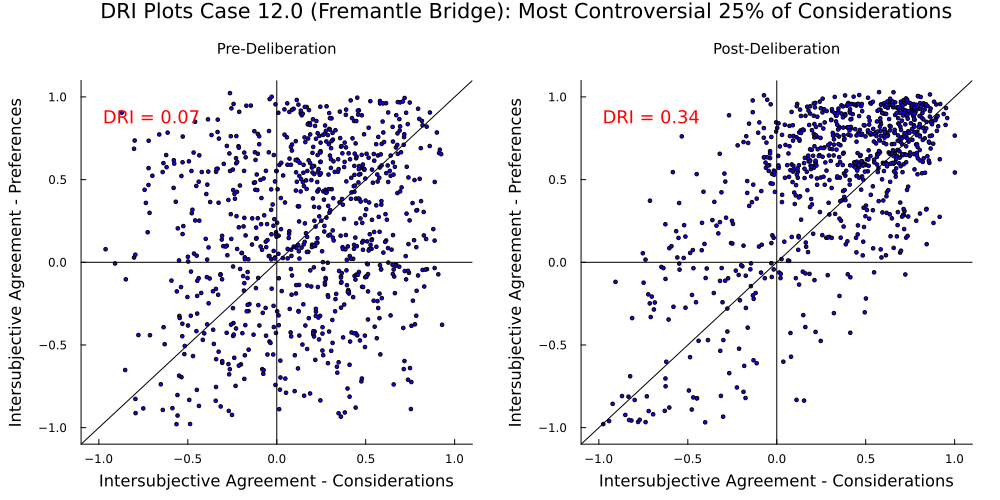 DRI Plots Case 12.0 (Fremantle Bridge): Most Controversial 25% of Considerations
Pre-Deliberation
DRI = 0.07
1.0
0.5
0.0
−0.5
−1.0
−1.0
−0.5
0.0
0.5
1.0
Intersubjective Agreement - Preferences
Intersubjective Agreement - Considerations
Post-Deliberation
DRI = 0.34
1.0
0.5
0.0
−0.5
−1.0
−1.0
−0.5
0.0
0.5
1.0
Intersubjective Agreement - Preferences
Intersubjective Agreement - Considerations